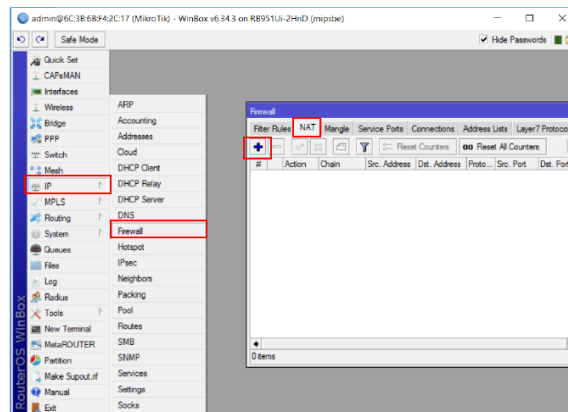 admin@6C:3B:6B:F4:2C:17 (MikroTik) - WinBox v6.34.3 on RB951Ui-2HnD (mipsbe)
Safe Mode
Hide Passwords
Quick Set
CAPsMAN
Interfaces
Wireless
Bridge
PPP
Switch
Mesh
IP
MPLS
Routing
System
Queues
Files
Log
Radius
Tools
New Terminal
MetaROUTER
Partition
Make Supout.rif
Manual
Exit
RouterOS WinBox
ARP
Accounting
Addresses
Cloud
DHCP Client
DHCP Relay
DHCP Server
DNS
Firewall
Hotspot
IPsec
Neighbors
Packing
Pool
Routes
SMB
SNMP
Services
Settings
Socks
Firewall
Filter Rules NAT Mangle Service Ports Connections Address Lists Layer7 Protoco
Reset Counters 00 Reset All Counters
# Action Chain Src. Address Dst. Address Proto... Src. Port Dst. Port
0 items